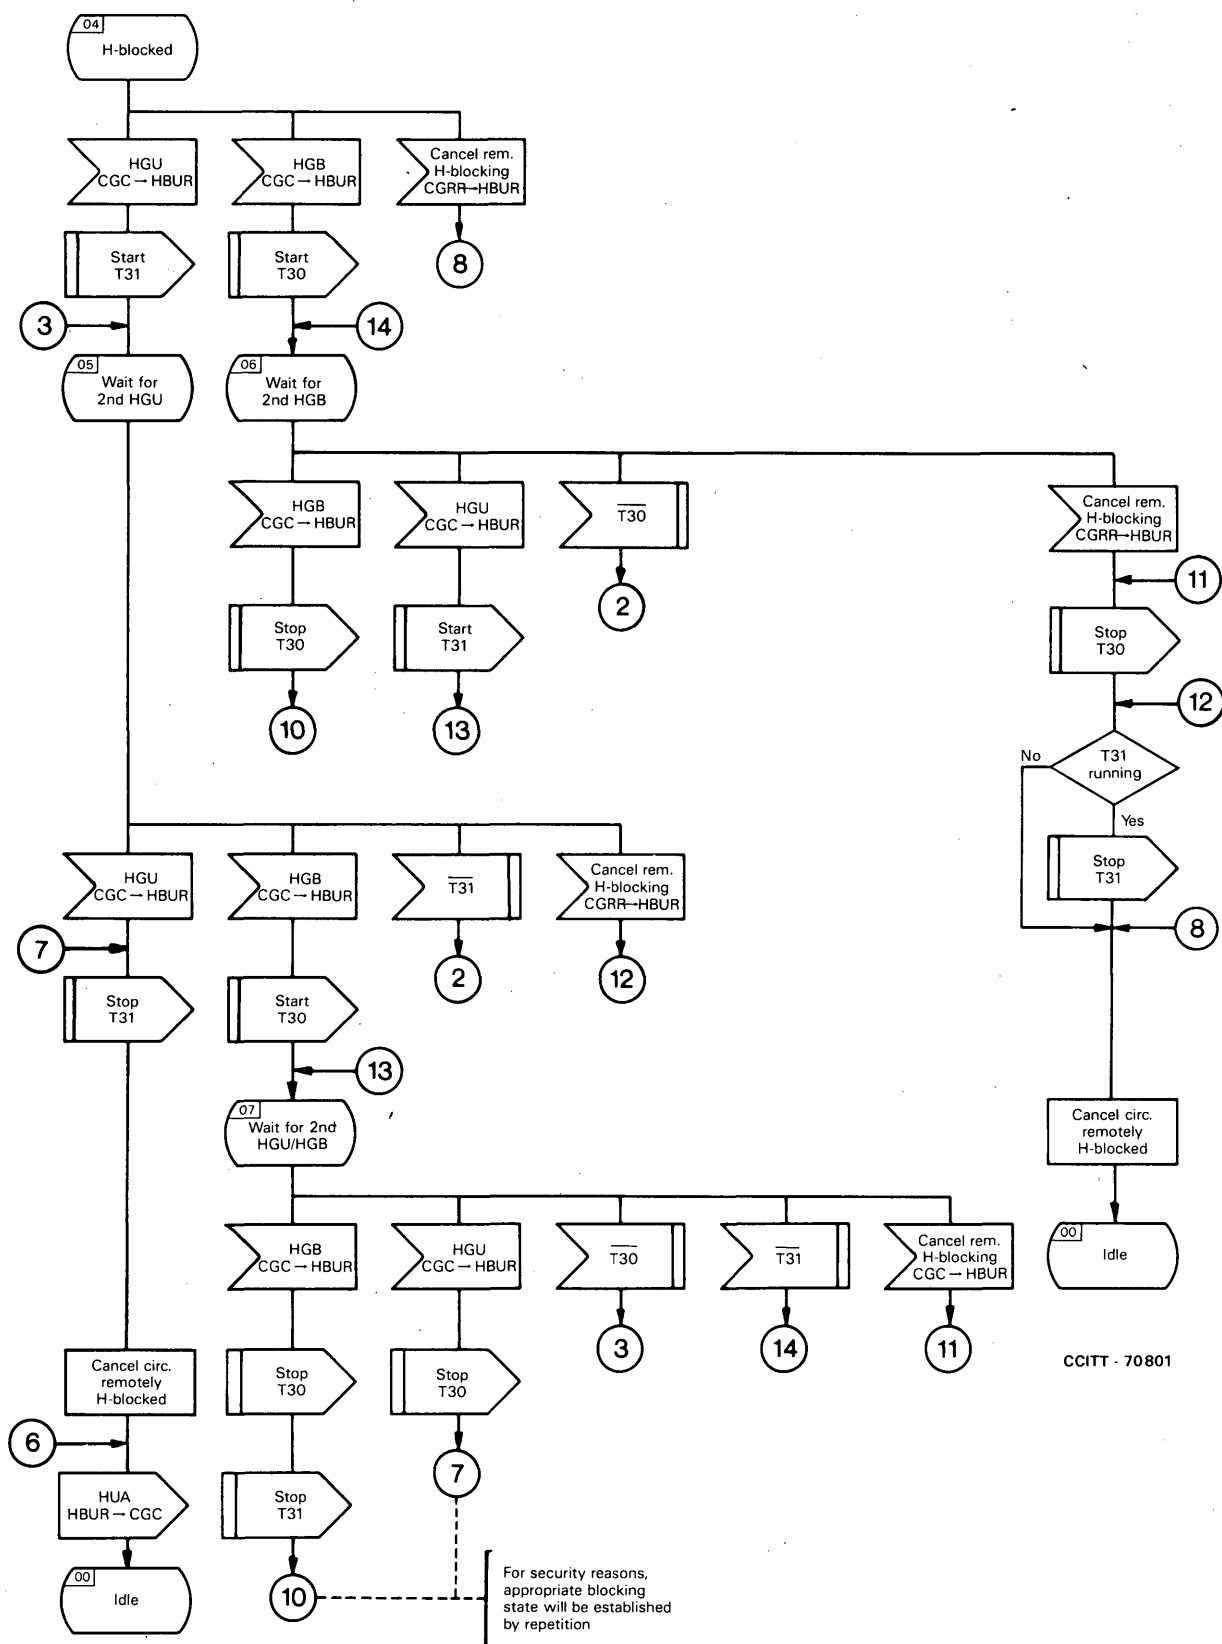 04
H-blocked
HGU
CGC → HBUR
HGB
CGC → HBUR
Cancel rem.
H-blocking
CGRR→HBUR
Start
T31
Start
T30
8
3
14
05
Wait for
2nd HGU
06
Wait for
2nd HGB
HGB
CGC → HBUR
HGU
CGC → HBUR
T30
Cancel rem.
H-blocking
CGRR→HBUR
11
2
Stop
T30
Start
T31
Stop
T30
10
13
12
No
T31
running
Yes
HGU
CGC → HBUR
HGB
CGC → HBUR
T31
Cancel rem.
H-blocking
CGRR→HBUR
Stop
T31
8
7
2
12
Stop
T31
Start
T30
13
07
Wait for 2nd
HGU/HGB
Cancel circ.
remotely
H-blocked
HGB
CGC → HBUR
HGU
CGC → HBUR
T30
T31
Cancel rem.
H-blocking
CGC → HBUR
00
Idle
3
14
11
CCITT - 70801
Cancel circ.
remotely
H-blocked
Stop
T30
Stop
T30
6
7
HUA
HBUR → CGC
Stop
T31
00
Idle
10
For security reasons,
appropriate blocking
state will be established
by repetition